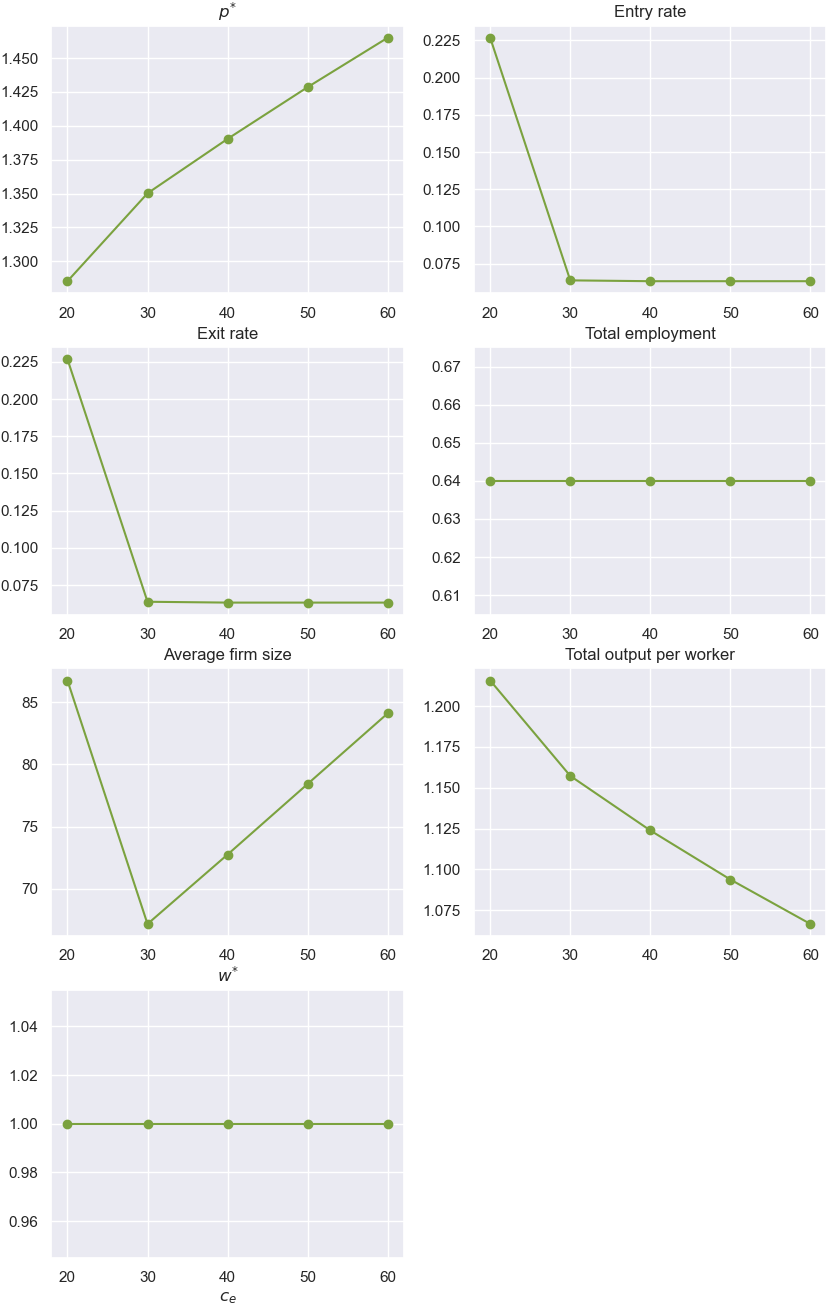 p*
1.450
1.425
1.400
1.375
1.350
1.325
1.300
20 30 40 50 60
Entry rate
0.225
0.200
0.175
0.150
0.125
0.100
0.075
20 30 40 50 60
Exit rate
0.225
0.200
0.175
0.150
0.125
0.100
0.075
20 30 40 50 60
Total employment
0.67
0.66
0.65
0.64
0.63
0.62
0.61
20 30 40 50 60
Average firm size
85
80
75
70
20 30 40 50 60
Total output per worker
1.200
1.175
1.150
1.125
1.100
1.075
20 30 40 50 60
w*
1.04
1.02
1.00
0.98
0.96
20 30 40 50 60
c_e